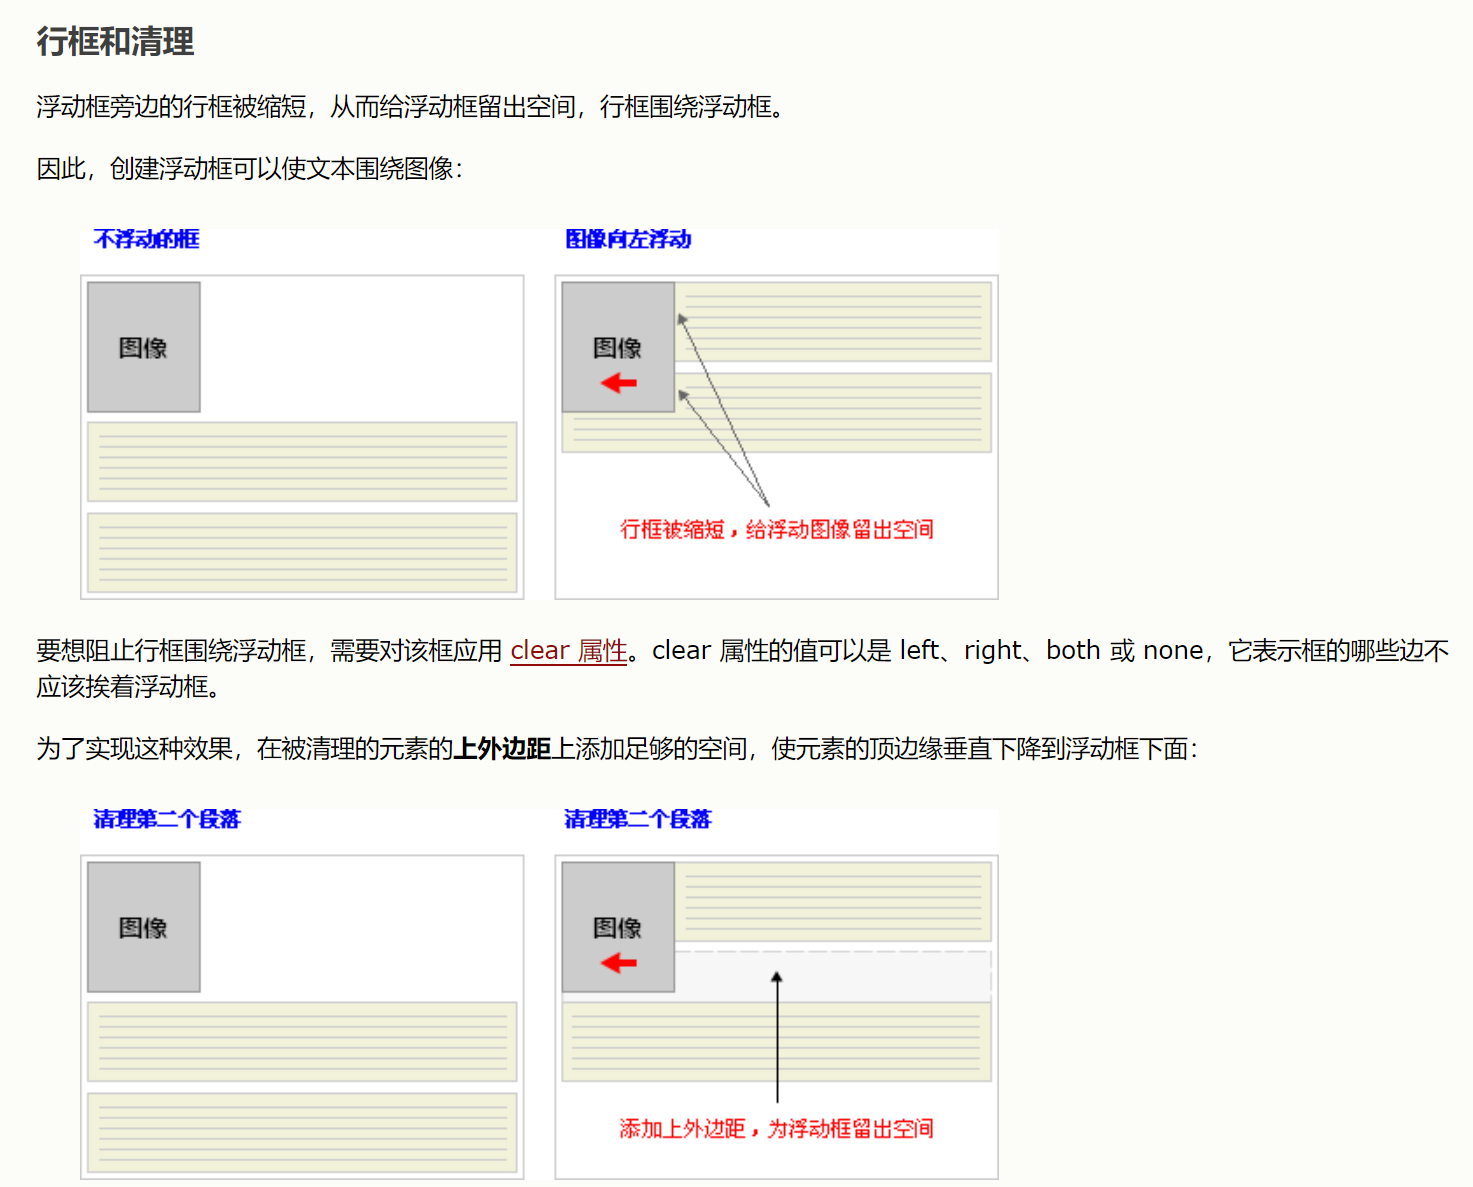 行框和清理
浮动框旁边的行框被缩短，从而给浮动框留出空间，行框围绕浮动框。
因此，创建浮动框可以使文本围绕图像：
不浮动的框
图像向左浮动
图像
图像
行框被缩短，给浮动图像留出空间
要想阻止行框围绕浮动框，需要对该框应用 clear 属性。clear 属性的值可以是 left、right、both 或 none，它表示框的哪些边不
应该挨着浮动框。
为了实现这种效果，在被清理的元素的上外边距上添加足够的空间，使元素的顶边缘垂直下降到浮动框下面：
清理第二个段落
清理第二个段落
图像
图像
添加上外边距，为浮动框留出空间